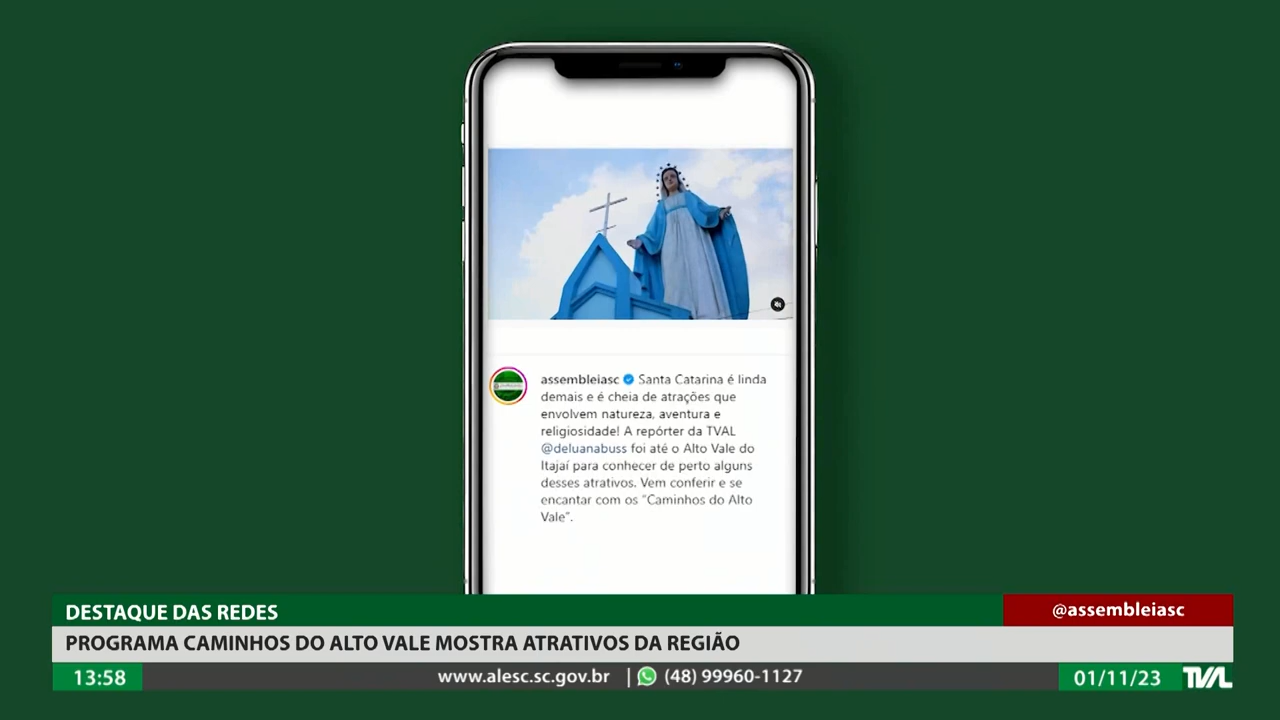 assembleiasc Santa Catarina é linda
demais e é cheia de atrações que
envolvem natureza, aventura e
religiosidade! A repórter da TVAL
@deluanabuss foi até o Alto Vale do
Itajaí para conhecer de perto alguns
desses atrativos. Vem conferir e se
encantar com os "Caminhos do Alto
Vale".
DESTAQUE DAS REDES
@assembleiasc
PROGRAMA CAMINHOS DO ALTO VALE MOSTRA ATRATIVOS DA REGIÃO
13:58
www.alesc.sc.gov.br | (48) 99960-1127
01/11/23
TVAL